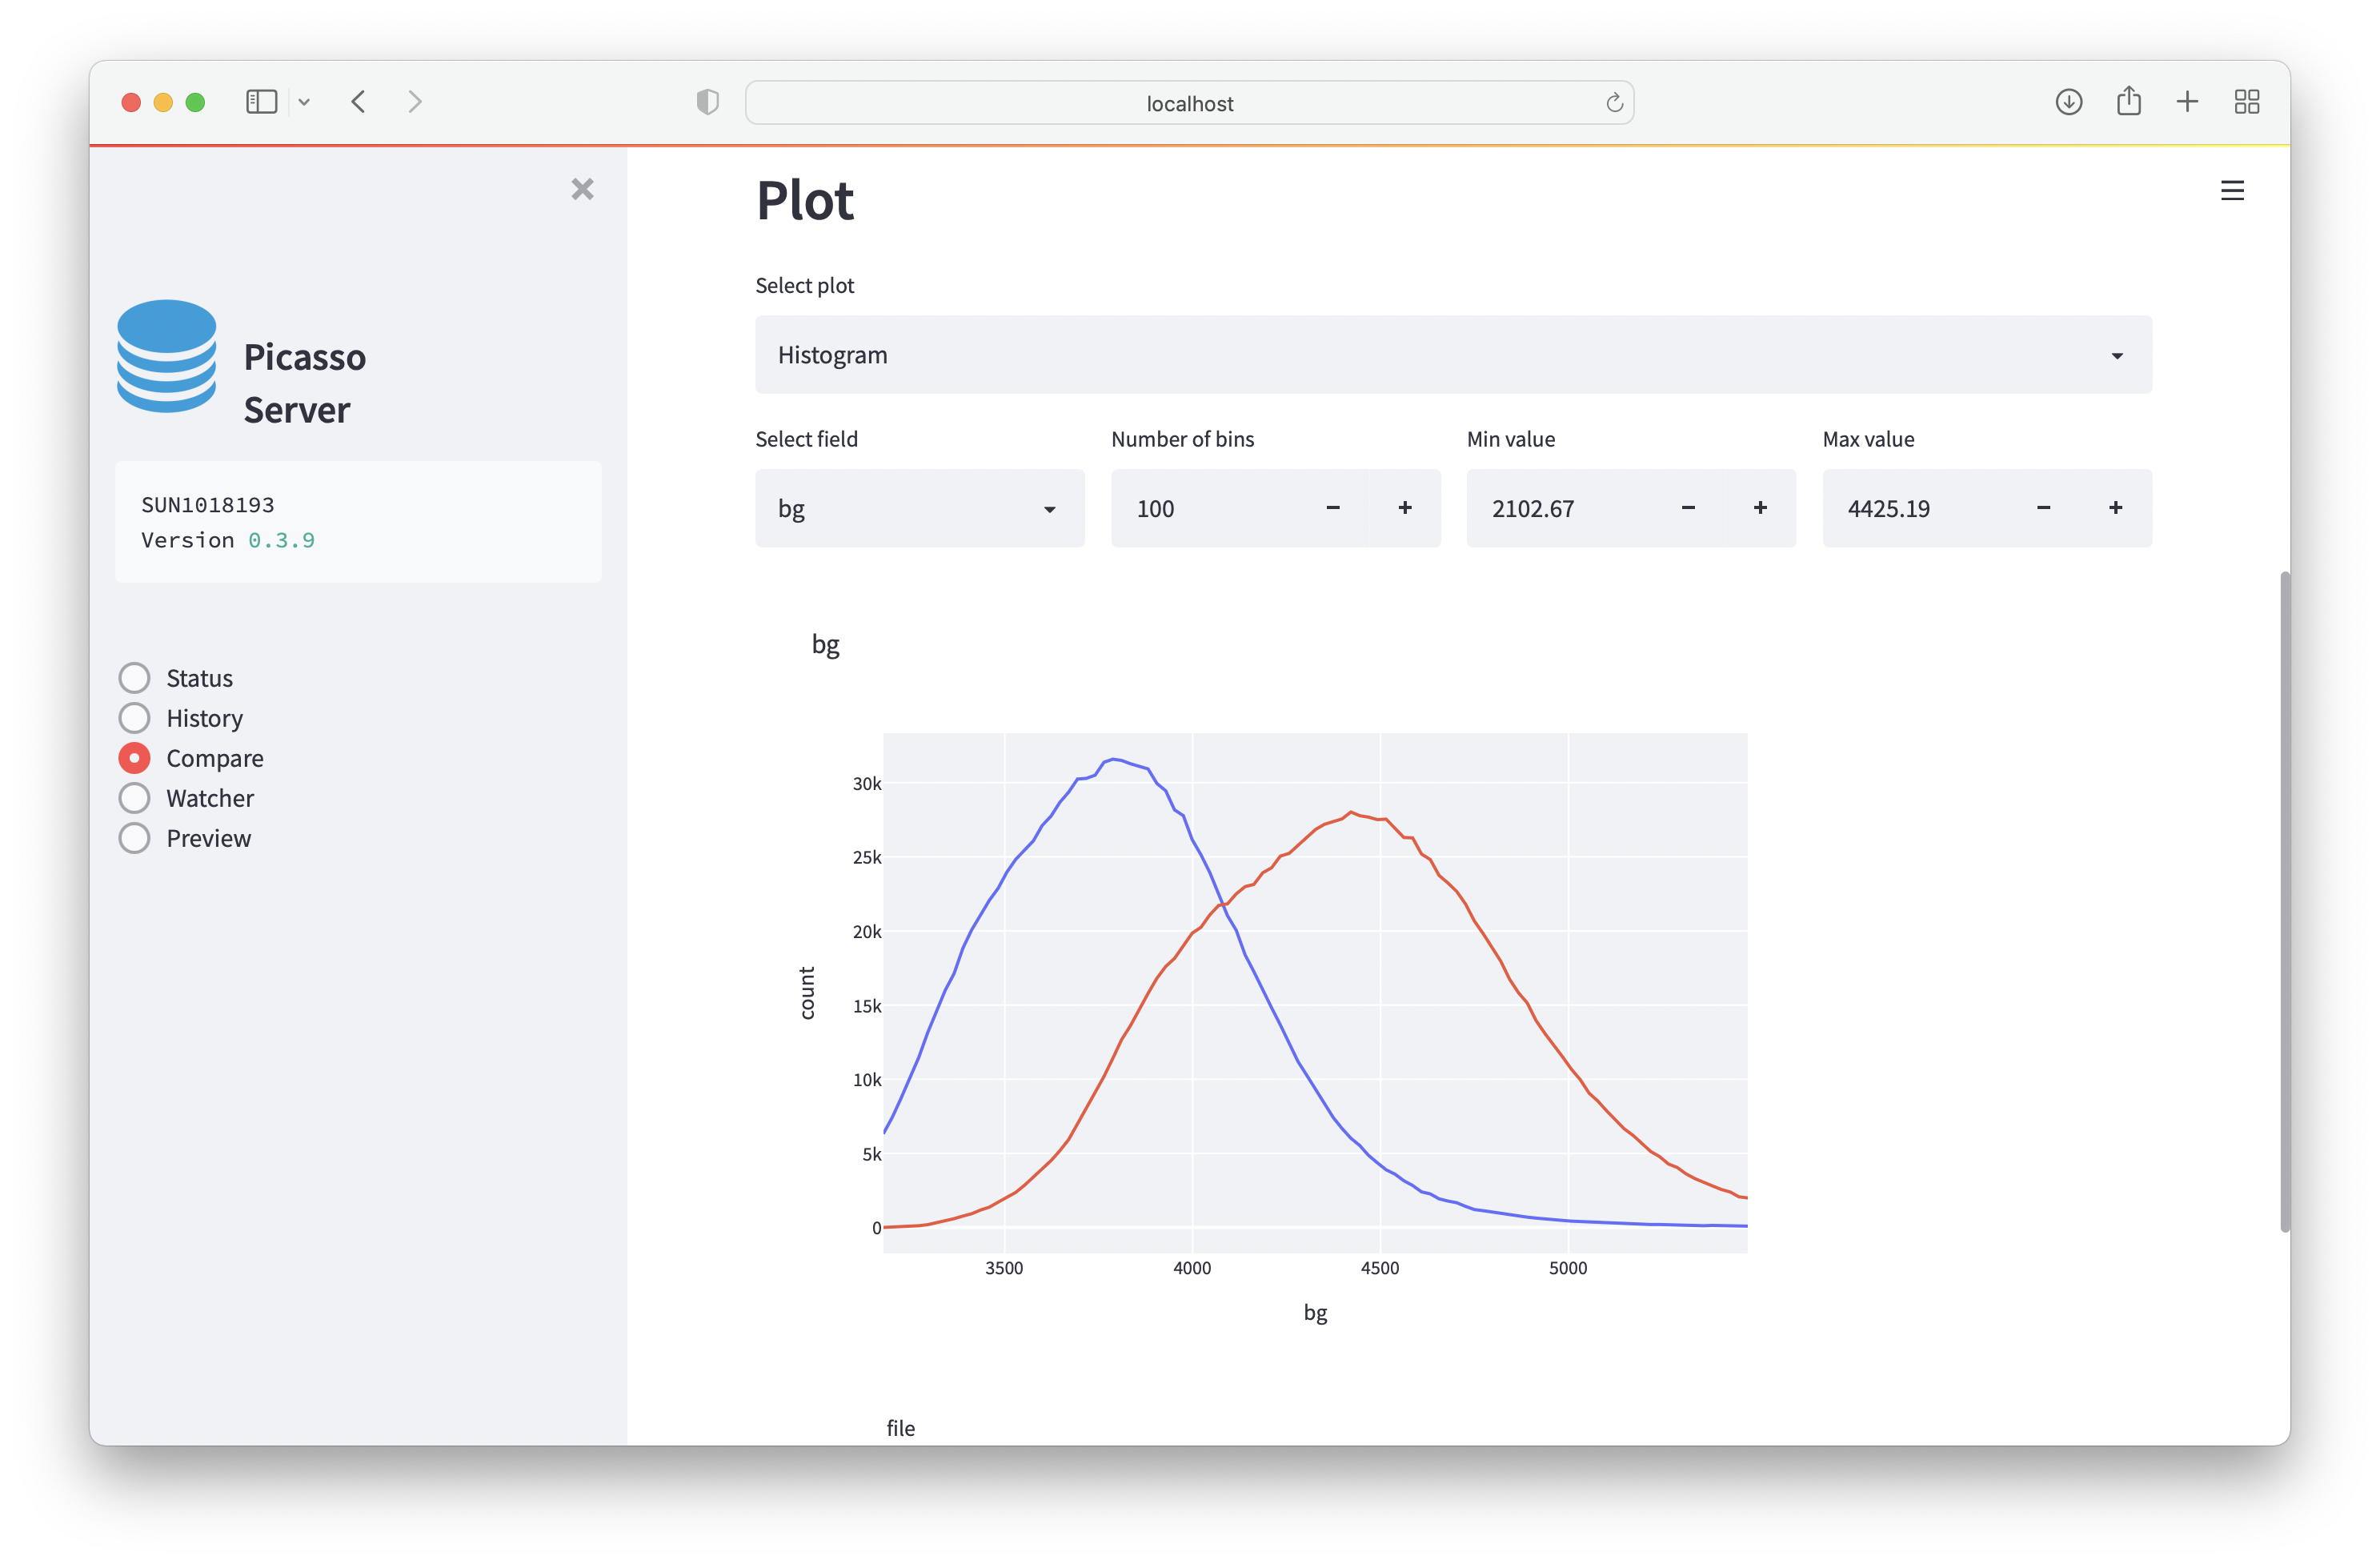 localhost
Picasso
Server
SUN1018193
Version 0.3.9
Status
History
Compare
Watcher
Preview
Plot
Select plot
Histogram
Select field
Number of bins
Min value
Max value
bg
100
2102.67
4425.19
bg
30k
25k
20k
15k
10k
5k
0
count
3500
4000
4500
5000
bg
file